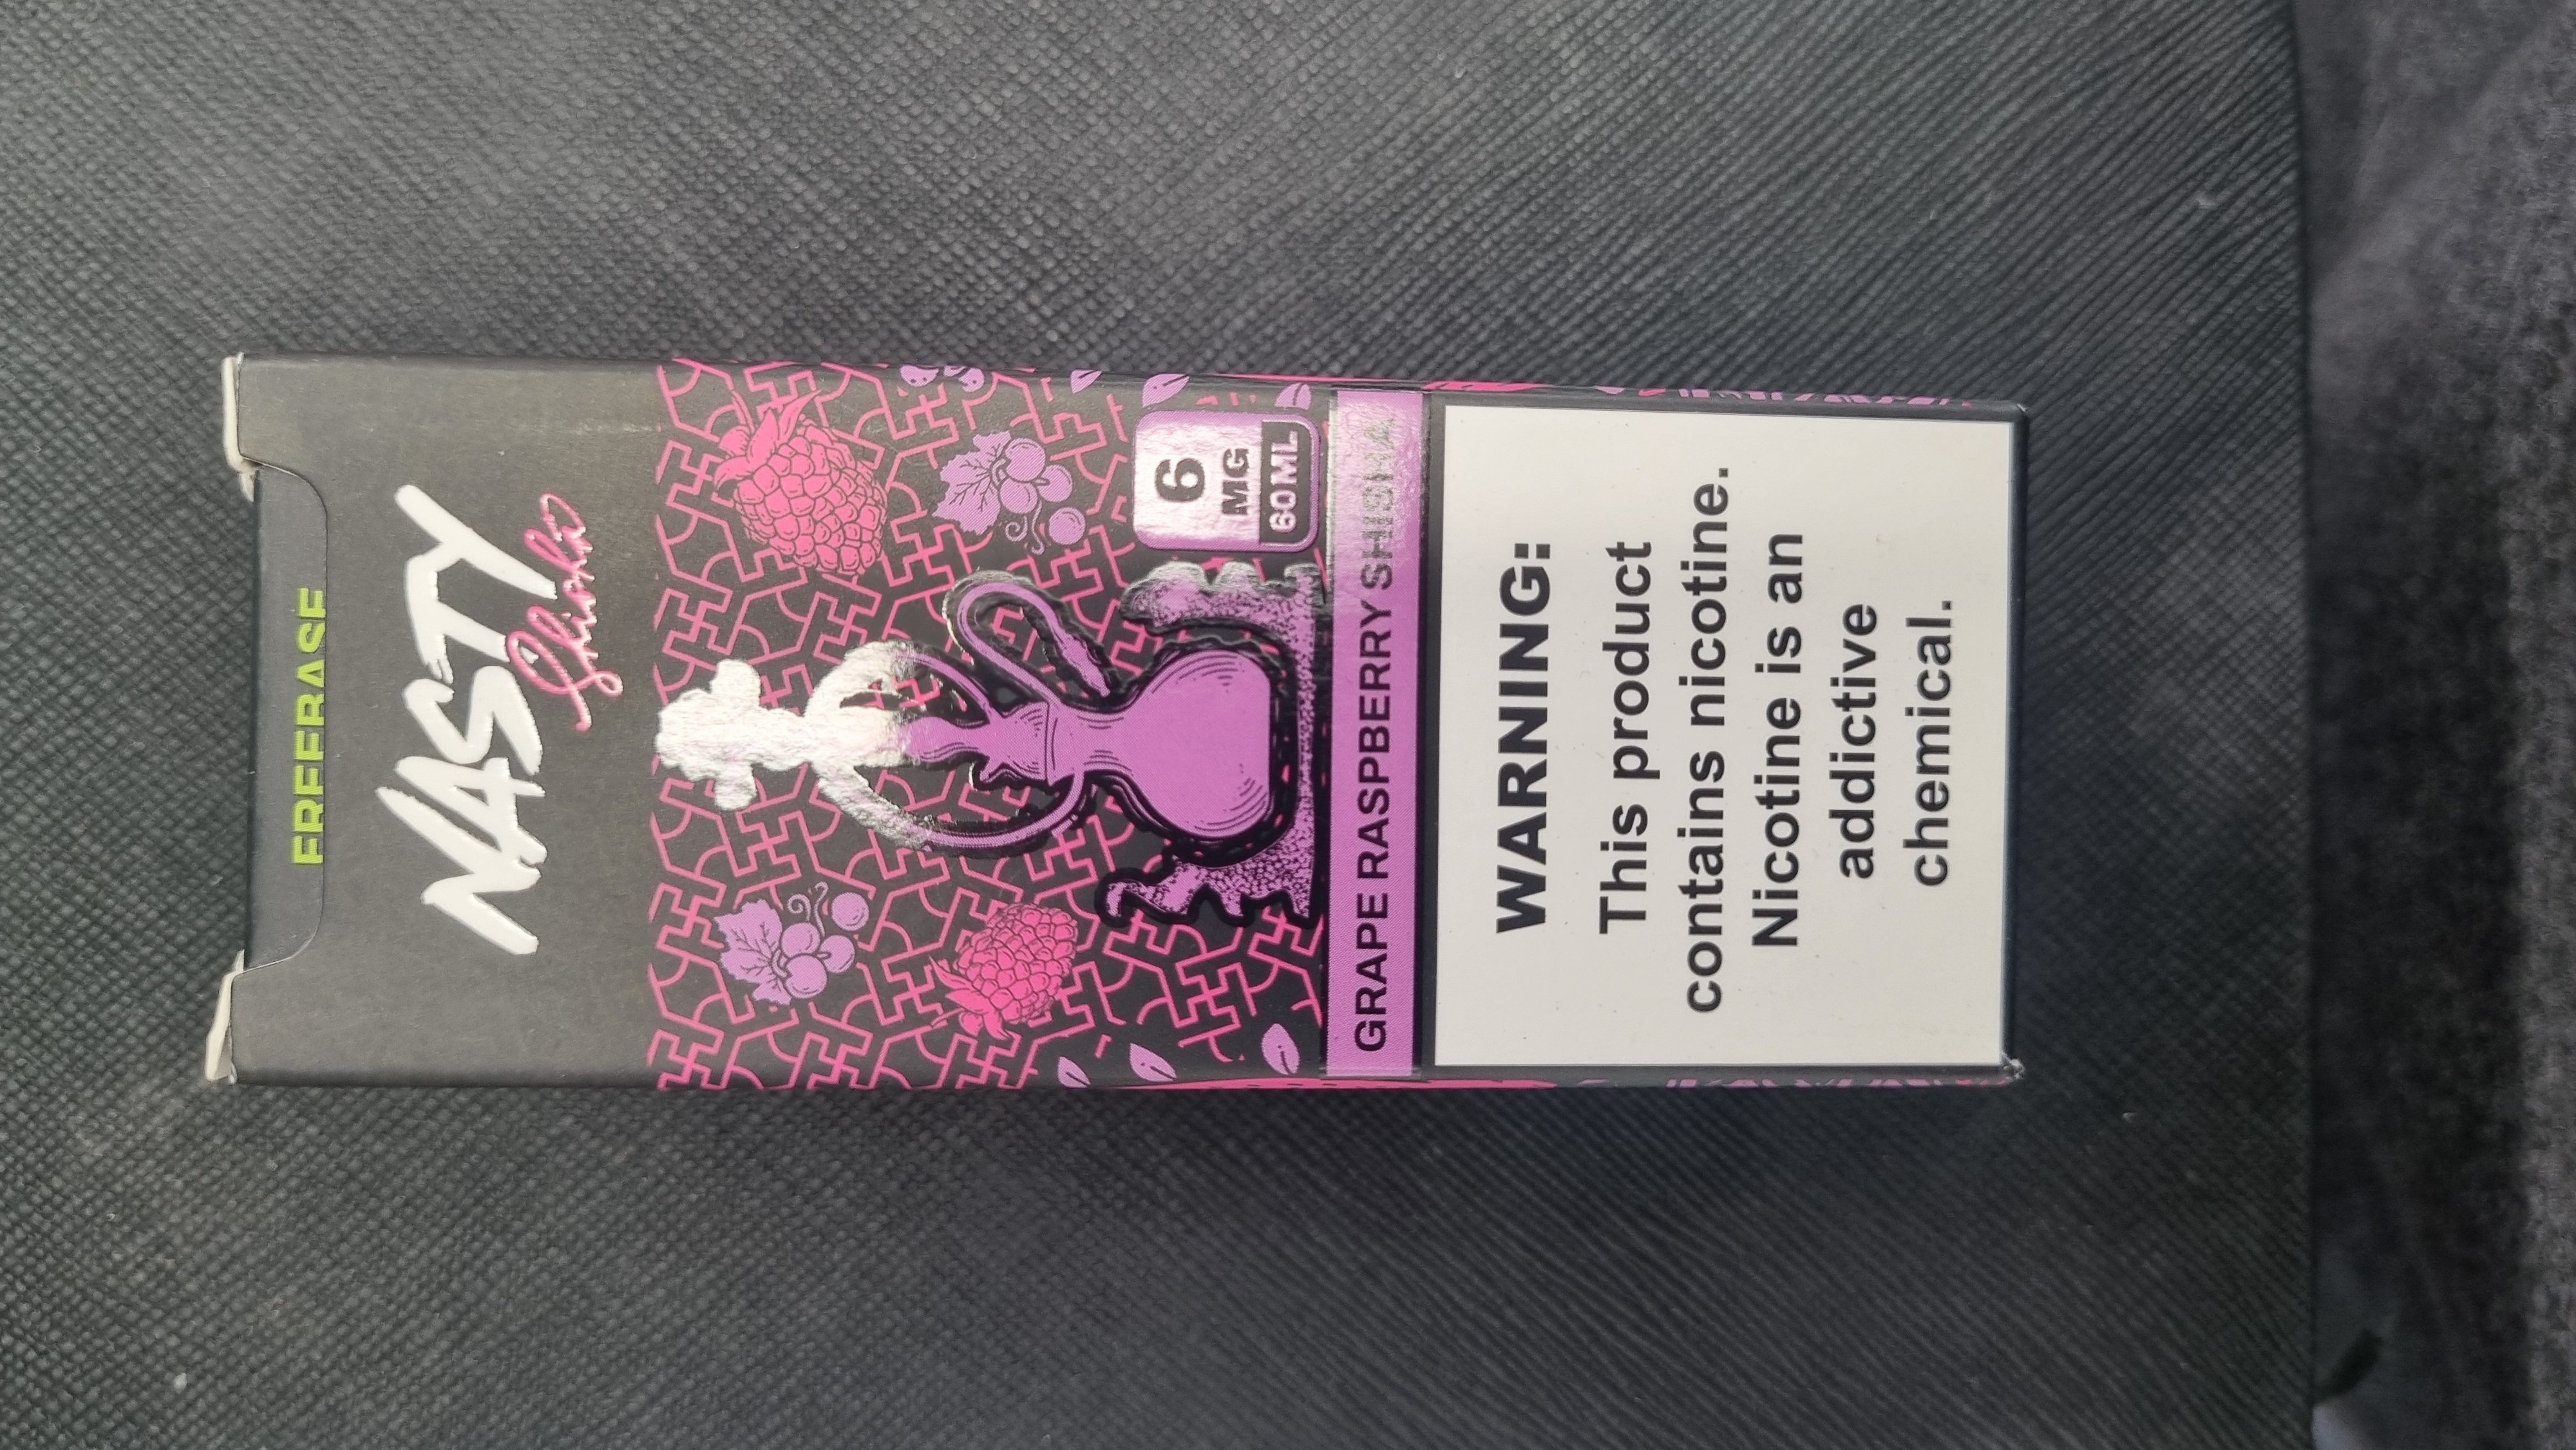 FREEBASE
NASTY
Shisha
6
MG
60ML
GRAPE RASPBERRY SHISHA
WARNING:
This product
contains nicotine.
Nicotine is an
addictive
chemical.